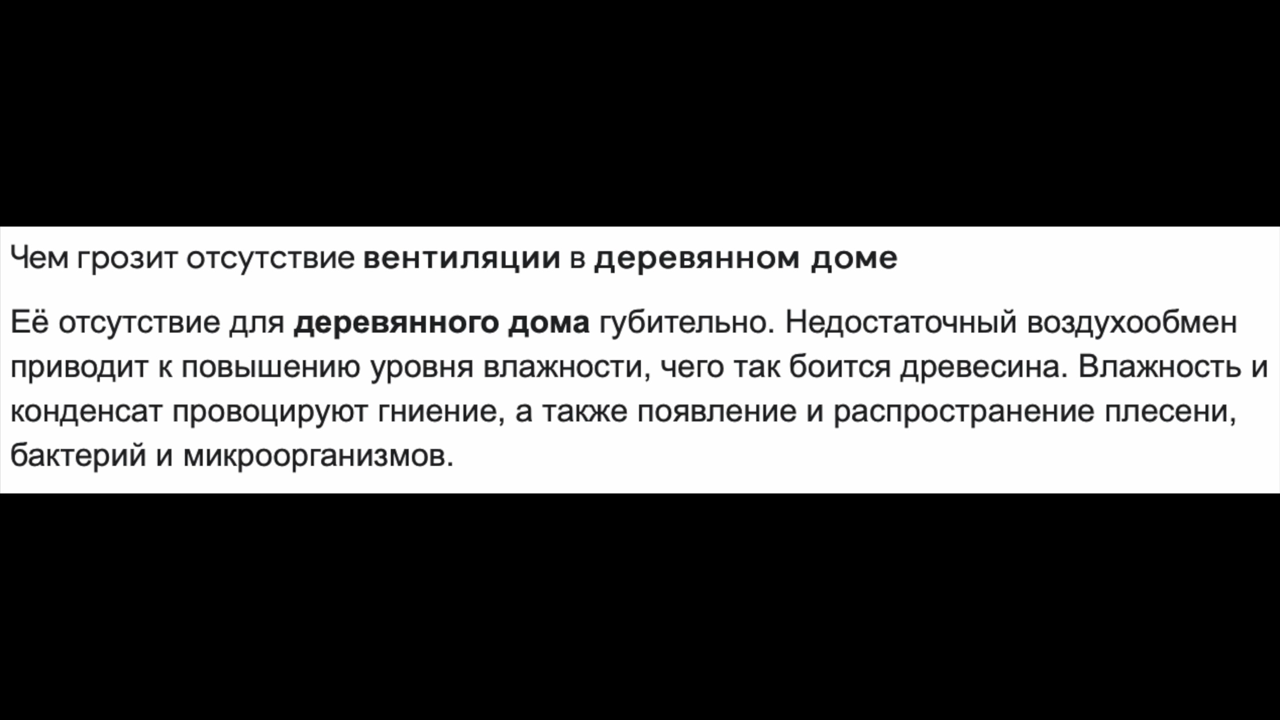 Чем грозит отсутствие вентиляции в деревянном доме
Её отсутствие для деревянного дома губительно. Недостаточный воздухообмен
приводит к повышению уровня влажности, чего так боится древесина. Влажность и
конденсат провоцируют гниение, а также появление и распространение плесени,
бактерий и микроорганизмов.